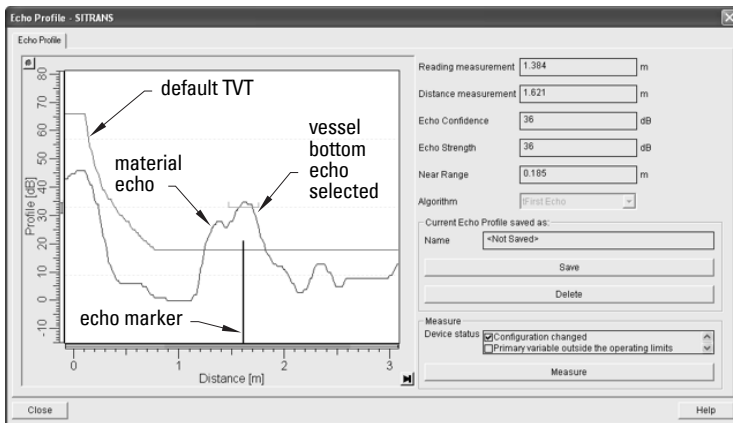 Echo Profile - SITRANS
Echo Profile
80
70
60
50
40
30
20
10
0
-10
Profile [dB]
default TVT
material
echo
vessel
bottom
echo
selected
echo marker
0
1
2
3
Distance [m]
Reading measurement 1.384 m
Distance measurement 1.621 m
Echo Confidence 36 dB
Echo Strength 36 dB
Near Range 0.185 m
Algorithm tFirst Echo
Current Echo Profile saved as:
Name <Not Saved>
Save
Delete
Measure
Device status Configuration changed
Primary variable outside the operating limits
Measure
Close
Help